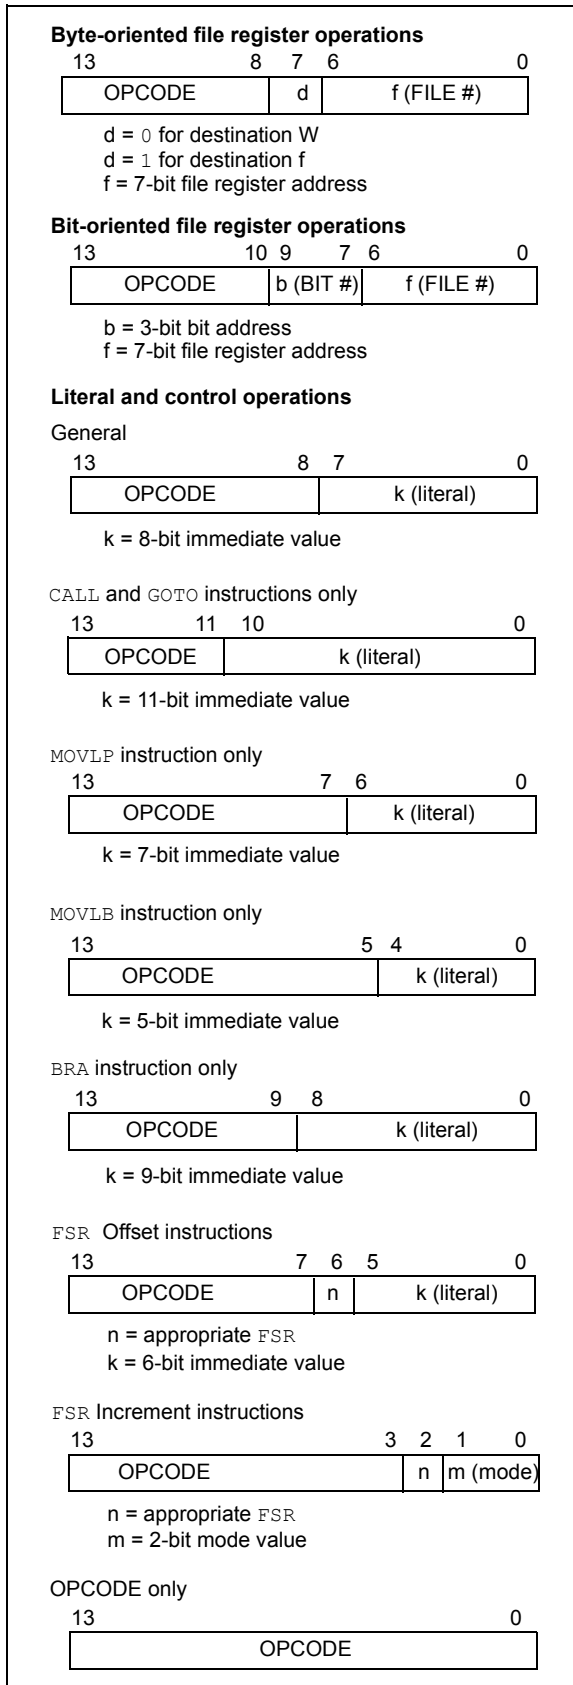 Byte-oriented file register operations
13 8 7 6 0
OPCODE d f (FILE #)
d = 0 for destination W
d = 1 for destination f
f = 7-bit file register address
Bit-oriented file register operations
13 10 9 7 6 0
OPCODE b (BIT #) f (FILE #)
b = 3-bit bit address
f = 7-bit file register address
Literal and control operations
General
13 8 7 0
OPCODE k (literal)
k = 8-bit immediate value
CALL and GOTO instructions only
13 11 10 0
OPCODE k (literal)
k = 11-bit immediate value
MOVLP instruction only
13 7 6 0
OPCODE k (literal)
k = 7-bit immediate value
MOVLB instruction only
13 5 4 0
OPCODE k (literal)
k = 5-bit immediate value
BRA instruction only
13 9 8 0
OPCODE k (literal)
k = 9-bit immediate value
FSR Offset instructions
13 7 6 5 0
OPCODE n k (literal)
n = appropriate FSR
k = 6-bit immediate value
FSR Increment instructions
13 3 2 1 0
OPCODE n m (mode)
n = appropriate FSR
m = 2-bit mode value
OPCODE only
13 0
OPCODE